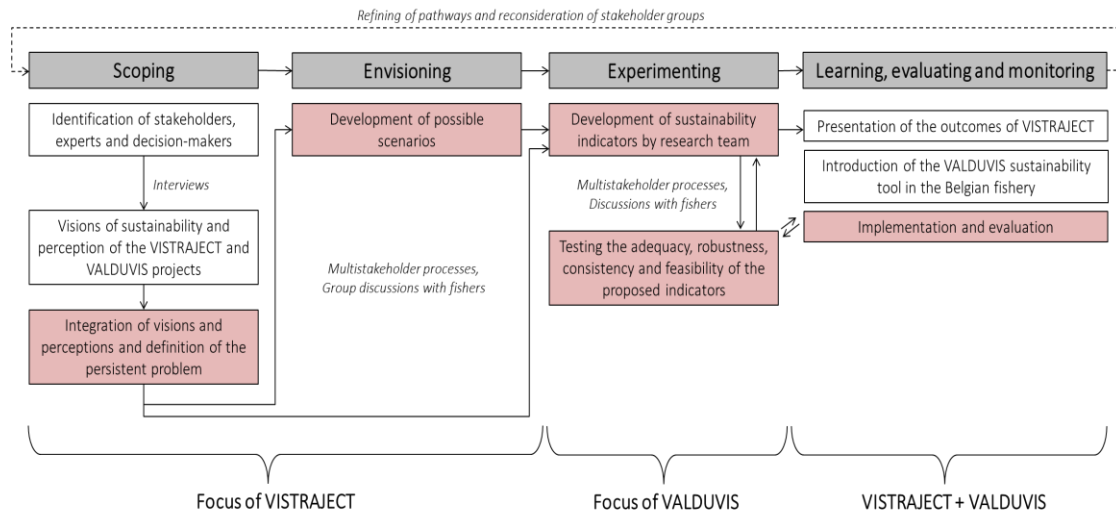 Refining of pathways and reconsideration of stakeholder groups
Scoping
Envisioning
Experimenting
Learning, evaluating and monitoring
Identification of stakeholders,
experts and decision-makers
Interviews
Visions of sustainability and
perception of the VISTRAJECT and
VALDUVIS projects
Integration of visions and
perceptions and definition of the
persistent problem
Development of possible
scenarios
Multistakeholder processes,
Group discussions with fishers
Development of sustainability
indicators by research team
Multistakeholder processes,
Discussions with fishers
Testing the adequacy, robustness,
consistency and feasibility of the
proposed indicators
Presentation of the outcomes of VISTRAJECT
Introduction of the VALDUVIS sustainability
tool in the Belgian fishery
Implementation and evaluation
Focus of VISTRAJECT
Focus of VALDUVIS
VISTRAJECT + VALDUVIS